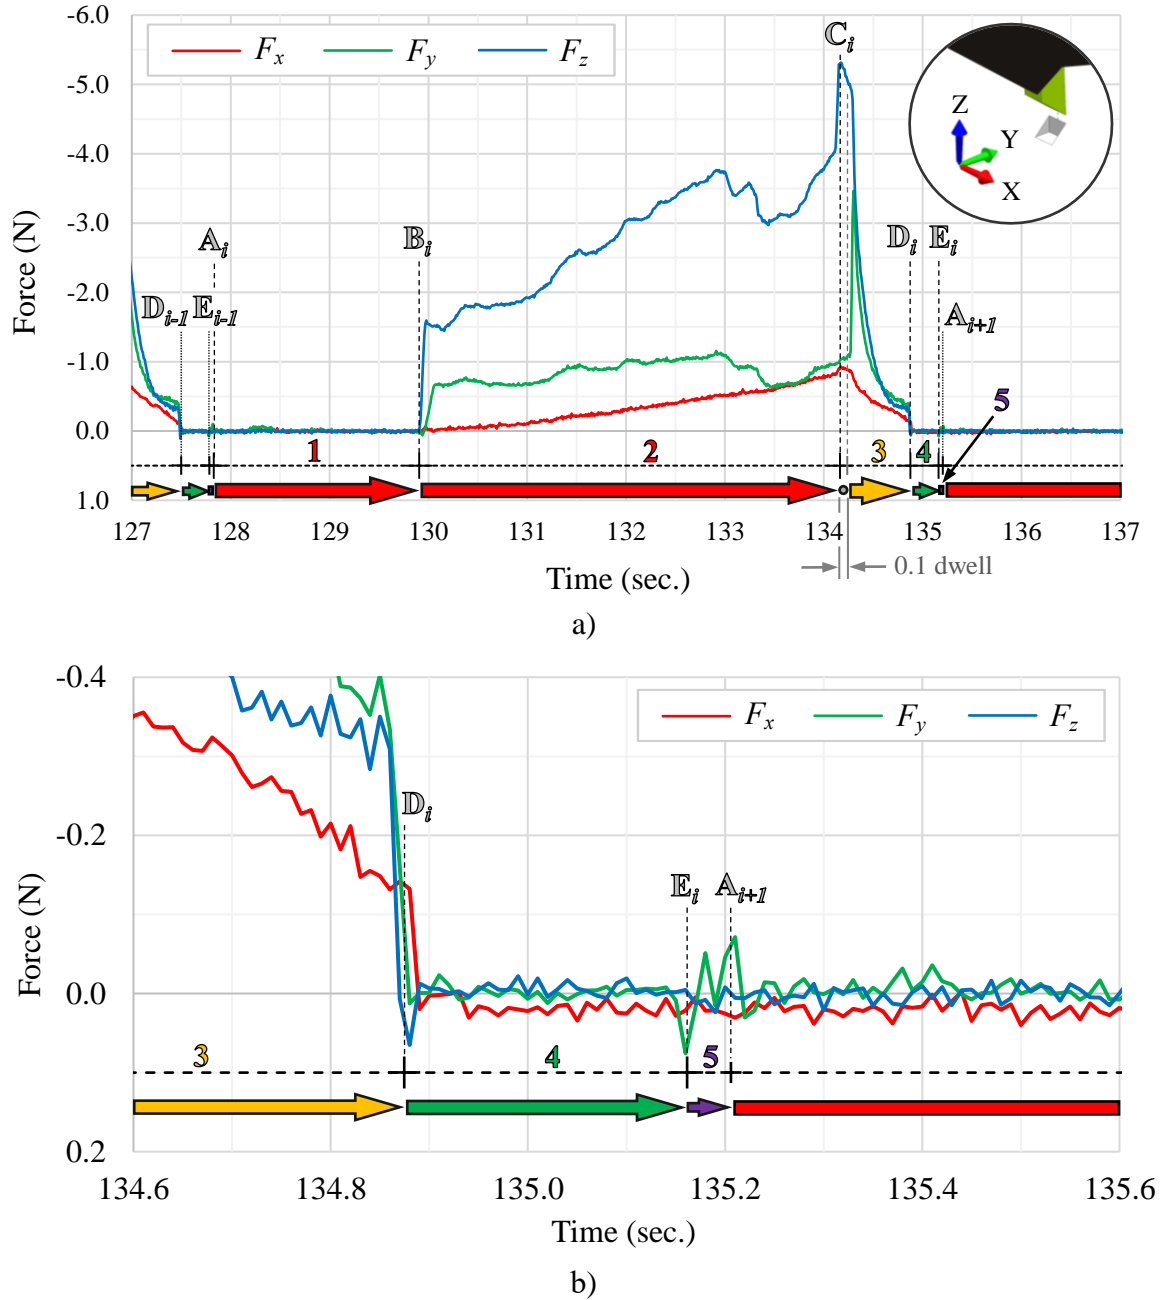 -6.0
-5.0
-4.0
-3.0
-2.0
-1.0
0.0
1.0
Force (N)
Fx Fy Fz
Ci
Z
Y
X
Ai
Bi
Di Ei
Di-1 Ei-1
Ai+1
5
1 2 3 4
127 128 129 130 131 132 133 134 135 136 137
0.1 dwell
Time (sec.)
a)
-0.4
-0.2
0.0
0.2
Force (N)
Fx Fy Fz
Di
Ei Ai+1
3 4 5
134.6 134.8 135.0 135.2 135.4 135.6
Time (sec.)
b)